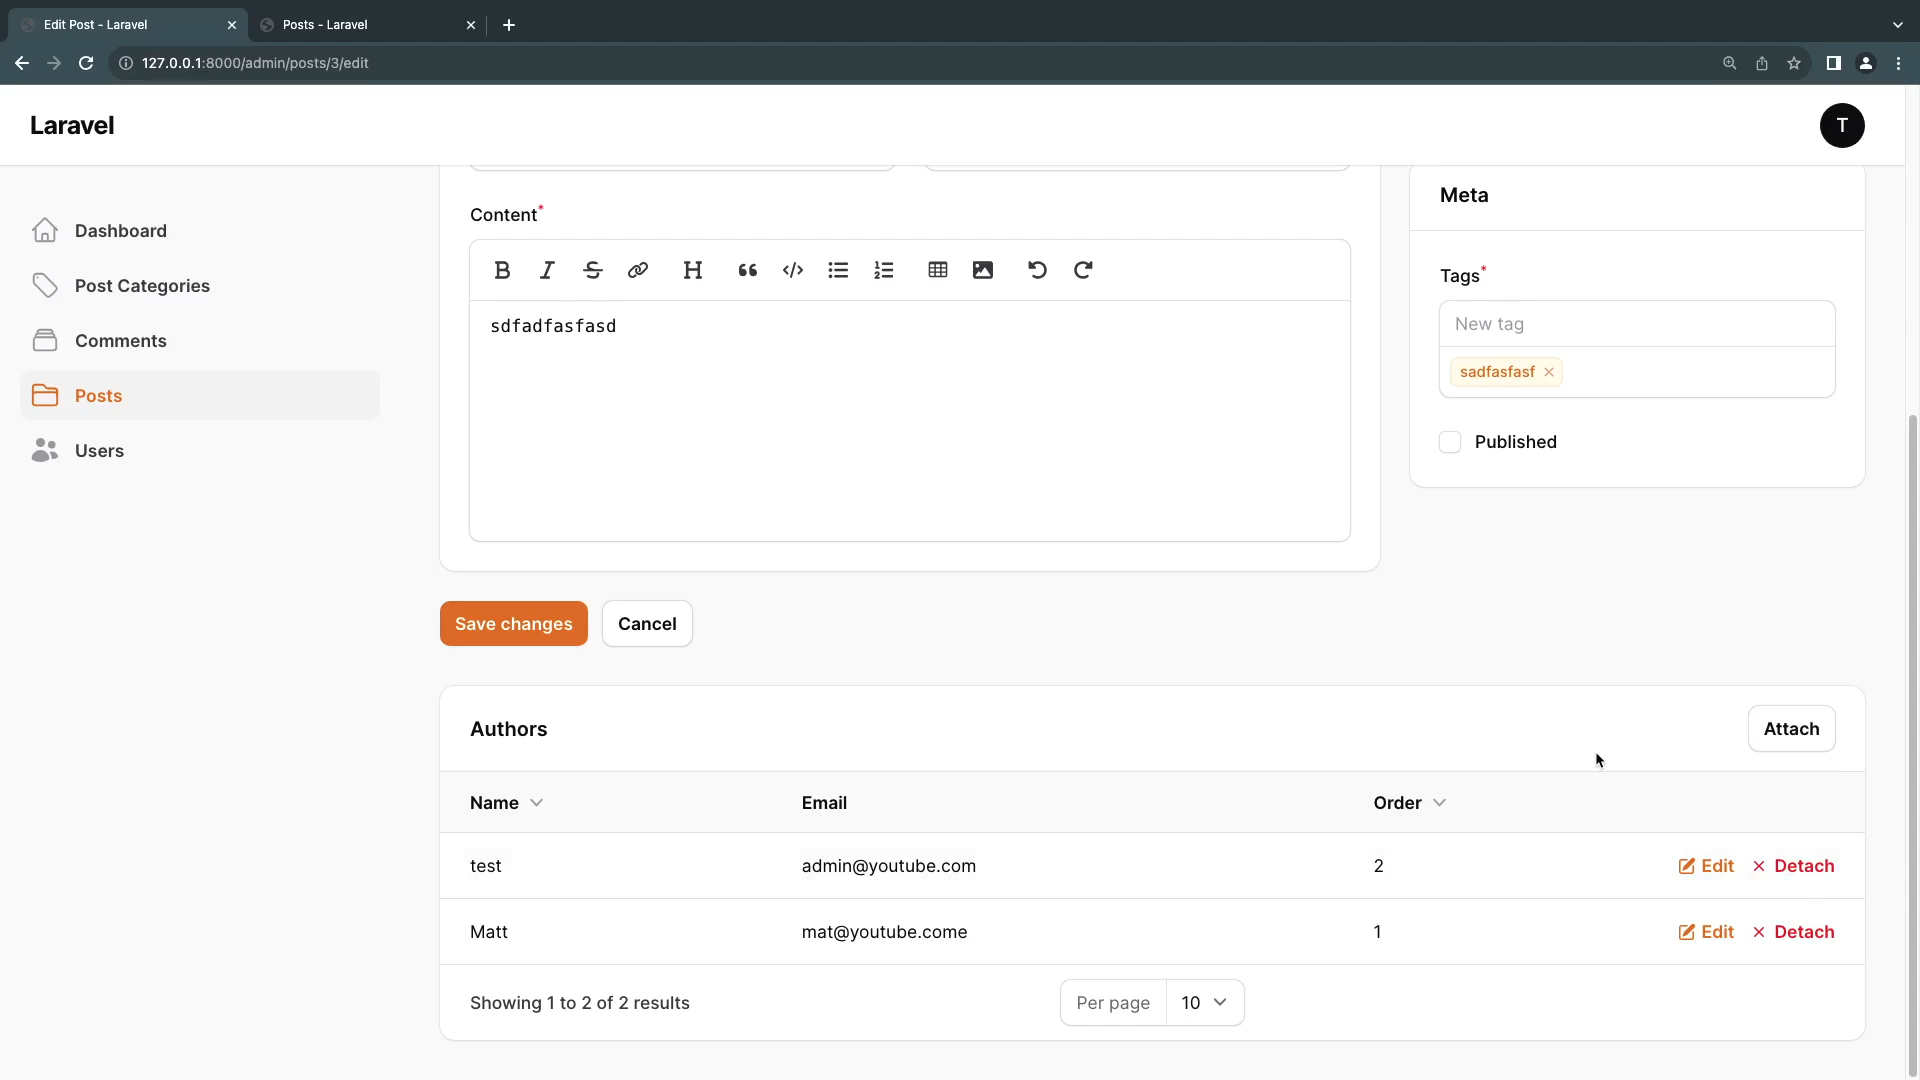 Edit Post - Laravel
Posts - Laravel
127.0.0.1:8000/admin/posts/3/edit
Laravel
T
Dashboard
Post Categories
Comments
Posts
Users
Content*
sdfadfasfasd
Meta
Tags*
New tag
sadfasfasf
Published
Save changes
Cancel
Authors
Attach
Name Email Order
test admin@youtube.com 2 Edit Detach
Matt mat@youtube.come 1 Edit Detach
Showing 1 to 2 of 2 results
Per page 10